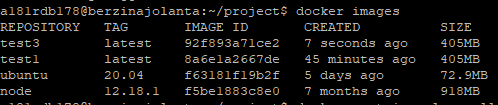 a181rdb178@berzinajolanta:~/project$ docker images
REPOSITORY TAG IMAGE ID CREATED SIZE
test3 latest 92f893a71ce2 7 seconds ago 405MB
test1 latest 8a6e1a2667de 45 minutes ago 405MB
ubuntu 20.04 f63181f19b2f 5 days ago 72.9MB
node 12.18.1 f5be1883c8e0 7 months ago 918MB